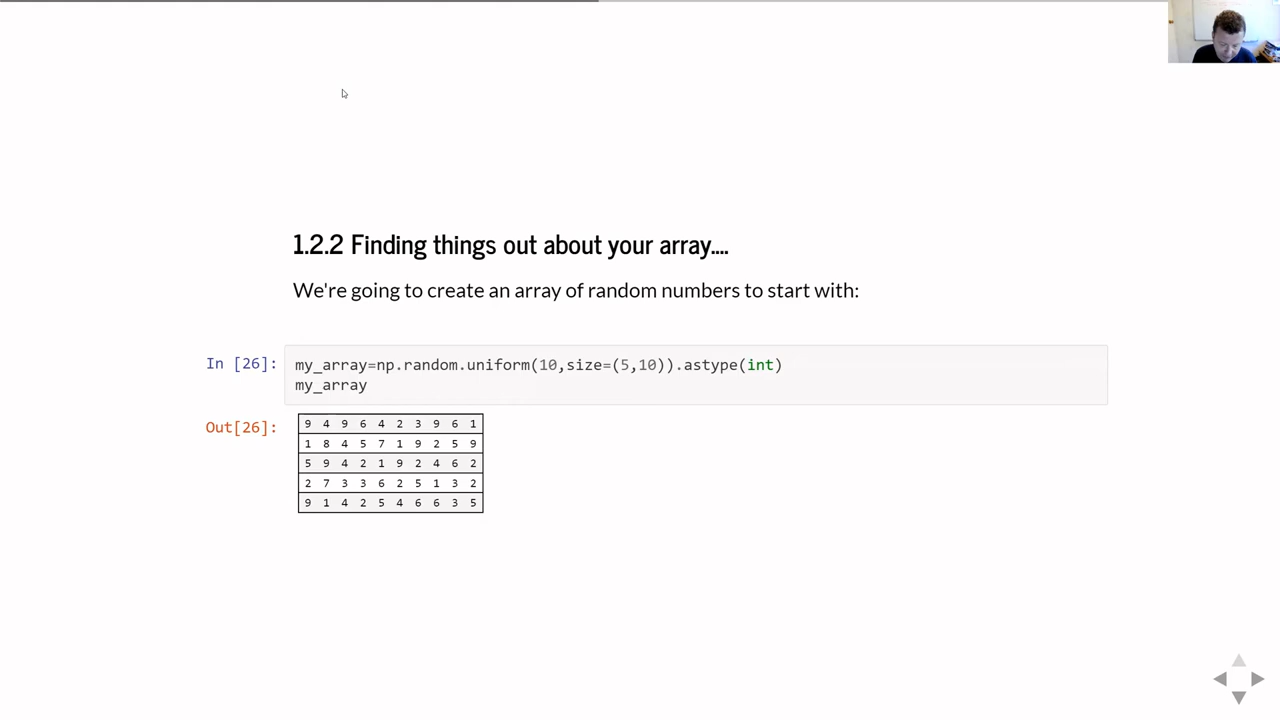 1.2.2 Finding things out about your array....
We're going to create an array of random numbers to start with:
In [26]:
my_array=np.random.uniform(10,size=(5,10)).astype(int)
my_array
Out[26]:
9 4 9 6 4 2 3 9 6 1
1 8 4 5 7 1 9 2 5 9
5 9 4 2 1 9 2 4 6 2
2 7 3 3 6 2 5 1 3 2
9 1 4 2 5 4 6 6 3 5